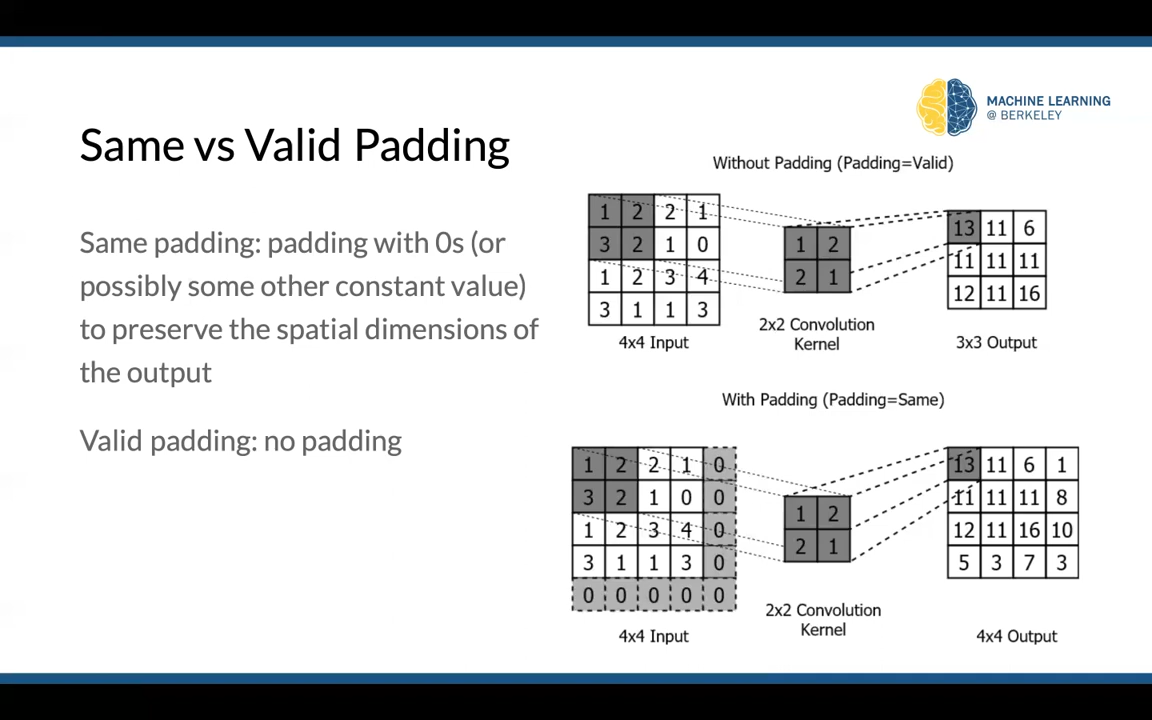 MACHINE LEARNING
@ BERKELEY
Same vs Valid Padding
Same padding: padding with 0s (or
possibly some other constant value)
to preserve the spatial dimensions of
the output
Valid padding: no padding
Without Padding (Padding=Valid)
1 2 2 1
3 2 1 0
1 2 3 4
3 1 1 3
4x4 Input
1 2
2 1
2x2 Convolution
Kernel
13 11 6
11 11 11
12 11 16
3x3 Output
With Padding (Padding=Same)
1 2 2 1 0
3 2 1 0 0
1 2 3 4 0
3 1 1 3 0
0 0 0 0 0
4x4 Input
1 2
2 1
2x2 Convolution
Kernel
13 11 6 1
11 11 11 8
12 11 16 10
5 3 7 3
4x4 Output